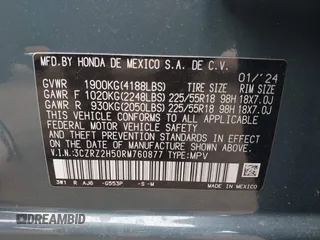 MFD.BY HONDA DE MEXICO S.A. DE C.V.
01/'24
GVWR 1900KG(4188LBS) TIRE SIZE RIM SIZE
GAWR F 1020KG(2248LBS) 225/55R18 98H 18X7.0J
GAWR R 930KG(2050LBS) 225/55R18 98H 18X7.0J
THIS VEHICLE CONFORMS TO ALL APPLICABLE
FEDERAL MOTOR VEHICLE SAFETY AND THEFT
PREVENTION STANDARDS IN EFFECT ON THE
DATE OF MANUFACTURE SHOWN ABOVE.
V.I.N.:3CZRZ2H50RM760877 TYPE:MPV
R AJ6 -G553P -S -M
DREAMBID